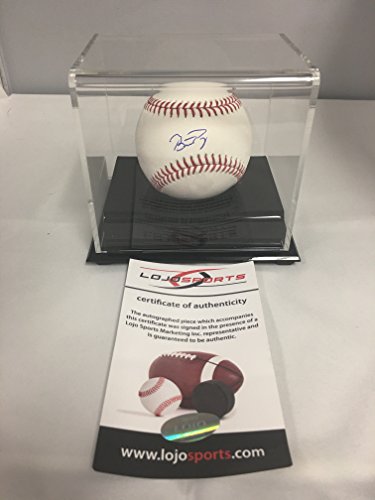 LOJOSPORTS
certificate of authenticity
The autographed piece which accompanies
this certificate was signed in the presence of a
Lojo Sports Marketing Inc. representative and
is guaranteed to be authentic.
LOJO
www.lojosports.com